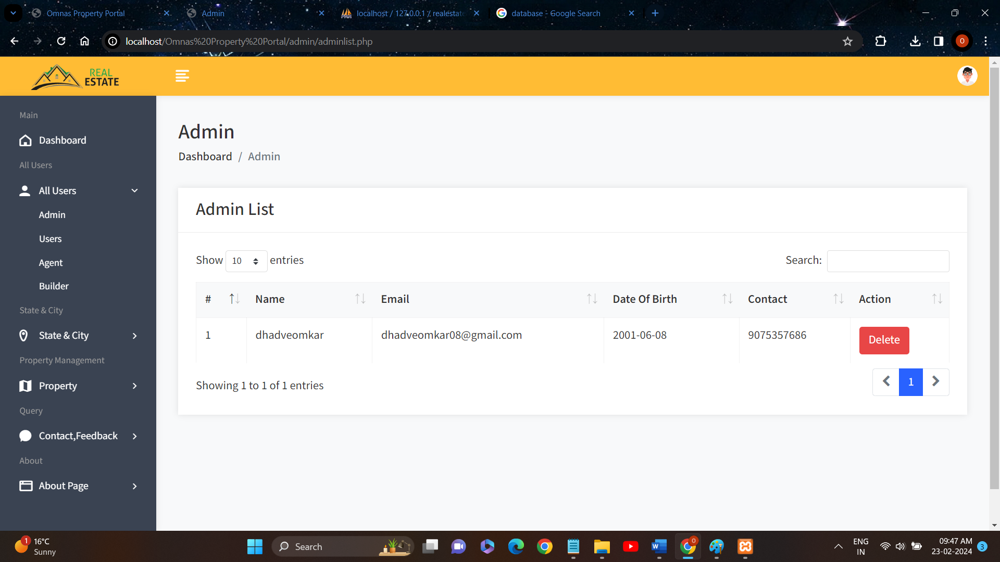 Omnas Property Portal
Admin
localhost / 127.0.0.1 / realestate
database - Google Search
localhost/Omnas%20Property%20Portal/admin/adminlist.php
O
REAL
ESTATE
Main
Dashboard
All Users
All Users
Admin
Users
Agent
Builder
State & City
State & City
Property Management
Property
Query
Contact,Feedback
About
About Page
Admin
Dashboard / Admin
Admin List
Show 10 entries
Search:
# Name Email Date Of Birth Contact Action
1 dhadveomkar dhadveomkar08@gmail.com 2001-06-08 9075357686 Delete
Showing 1 to 1 of 1 entries
1
1
16°C
Sunny
Search
W
O
ENG
IN
09:47 AM
23-02-2024
3